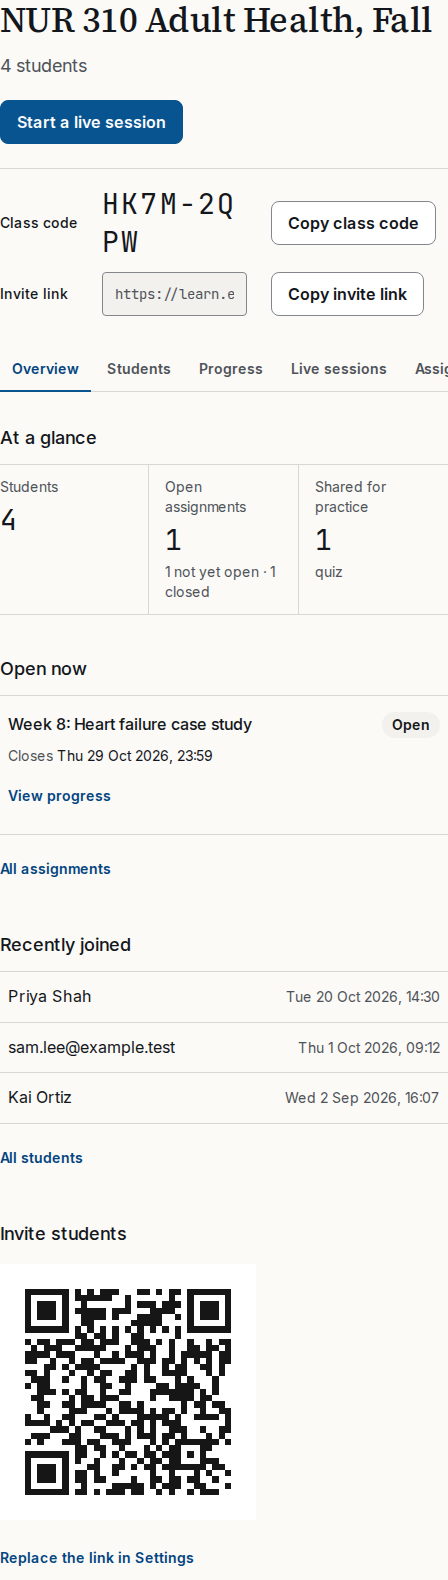 NUR 310 Adult Health, Fall
4 students
Start a live session
Class code
HK7M-2Q
PW
Copy class code
Invite link
https://learn.e
Copy invite link
Overview
Students
Progress
Live sessions
Assig
At a glance
Students
4
Open
assignments
1
1 not yet open · 1
closed
Shared for
practice
1
quiz
Open now
Week 8: Heart failure case study
Open
Closes Thu 29 Oct 2026, 23:59
View progress
All assignments
Recently joined
Priya Shah
Tue 20 Oct 2026, 14:30
sam.lee@example.test
Thu 1 Oct 2026, 09:12
Kai Ortiz
Wed 2 Sep 2026, 16:07
All students
Invite students
Replace the link in Settings